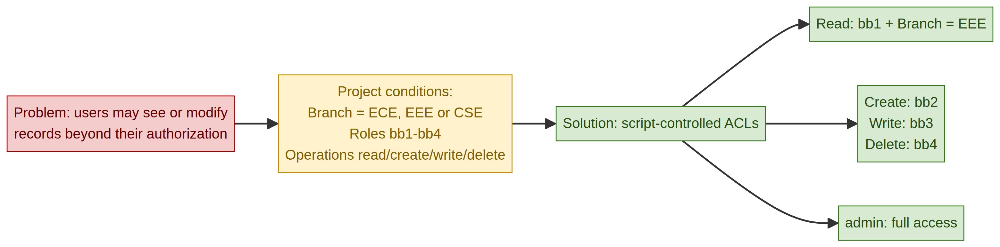 Problem: users may see or modify
records beyond their authorization
Project conditions:
Branch = ECE, EEE or CSE
Roles bb1-bb4
Operations read/create/write/delete
Solution: script-controlled ACLs
Read: bb1 + Branch = EEE
Create: bb2
Write: bb3
Delete: bb4
admin: full access